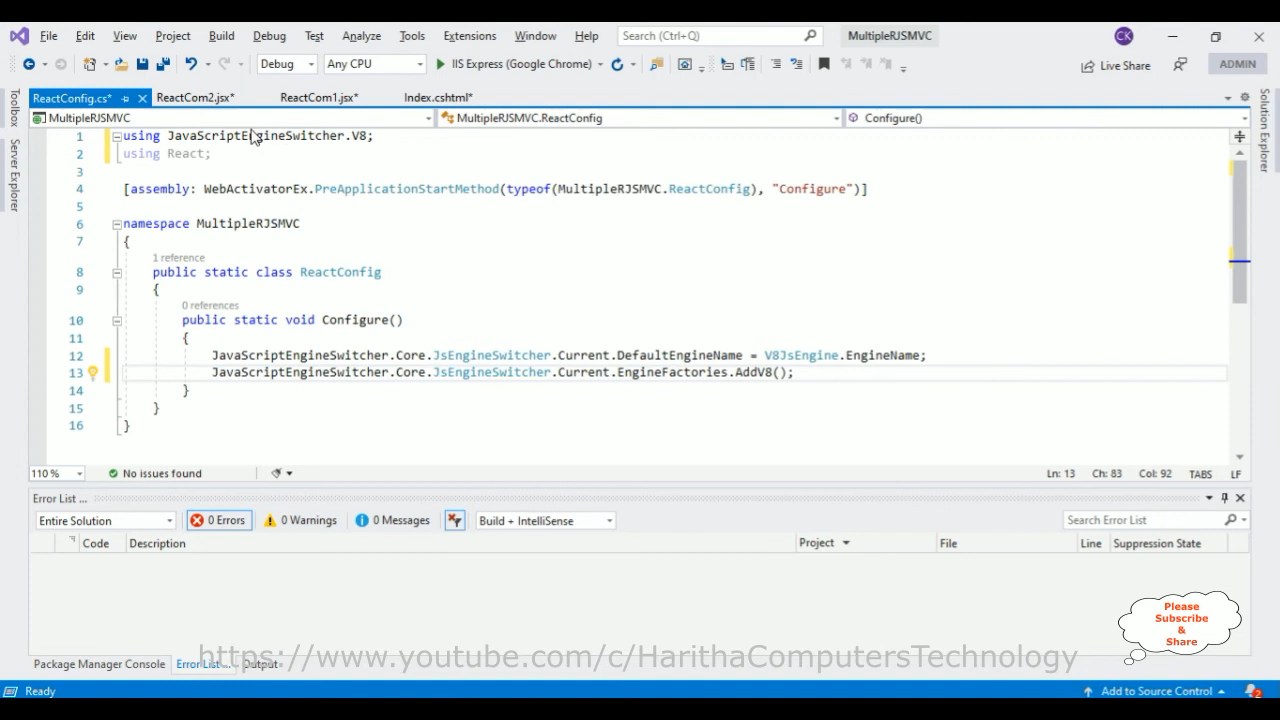 File Edit View Project Build Debug Test Analyze Tools Extensions Window Help Search (Ctrl+Q) MultipleRJSMVC CK
Debug Any CPU IIS Express (Google Chrome) Live Share ADMIN
ReactConfig.cs* ReactCom2.jsx* ReactCom1.jsx* Index.cshtml*
MultipleRJSMVC MultipleRJSMVC.ReactConfig Configure()
Toolbox
Server Explorer
Solution Explorer
1 using JavaScriptEngineSwitcher.V8;
2 using React;
3
4 [assembly: WebActivatorEx.PreApplicationStartMethod(typeof(MultipleRJSMVC.ReactConfig), "Configure")]
5
6 namespace MultipleRJSMVC
7 {
1 reference
8 public static class ReactConfig
9 {
0 references
10 public static void Configure()
11 {
12 JavaScriptEngineSwitcher.Core.JsEngineSwitcher.Current.DefaultEngineName = V8JsEngine.EngineName;
13 JavaScriptEngineSwitcher.Core.JsEngineSwitcher.Current.EngineFactories.AddV8();
14 }
15 }
16 }
110 % No issues found Ln: 13 Ch: 83 Col: 92 TABS LF
Error List ...
Entire Solution 0 Errors 0 Warnings 0 Messages Build + IntelliSense Search Error List
Code Description Project File Line Suppression State
Please
Subscribe
&
Share
https://www.youtube.com/c/HarithaComputersTechnology
Package Manager Console Error List ... Output
Ready Add to Source Control 2